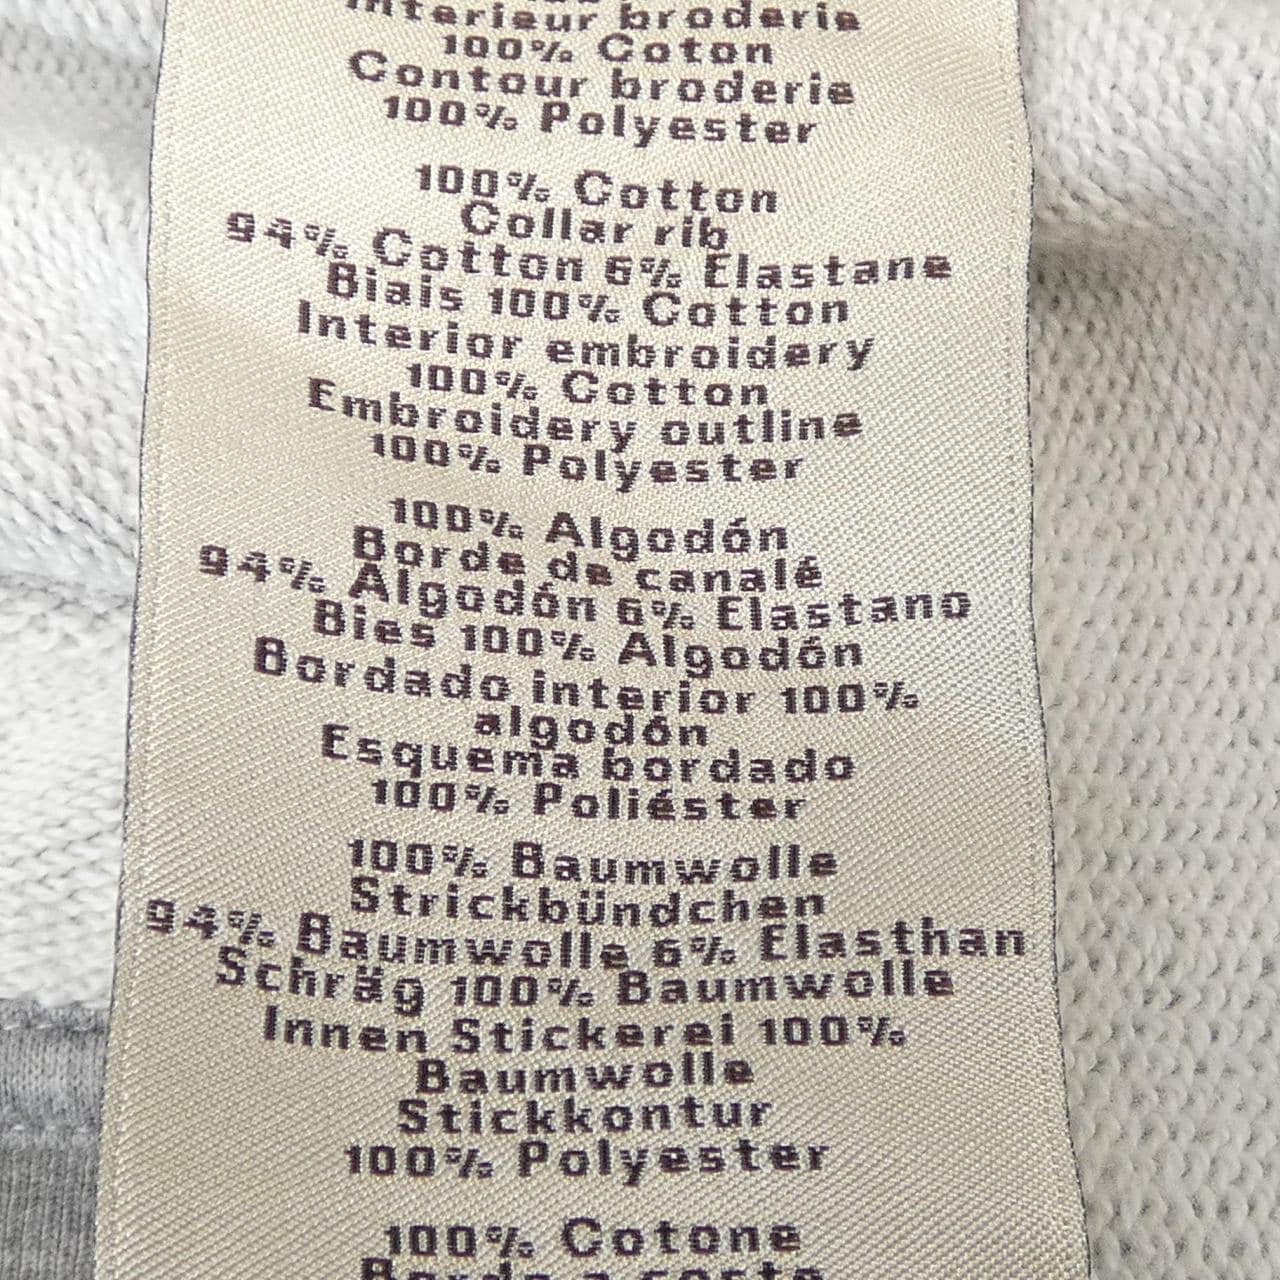 Interieur broderie
100% Coton
Contour broderie
100% Polyester
100% Cotton
Collar rib
94% Cotton 6% Elastane
Biais 100% Cotton
Interior embroidery
100% Cotton
Embroidery outline
100% Polyester
100% Algodón
Borde de canalé
94% Algodón 6% Elastano
Bies 100% Algodón
Bordado interior 100%
algodón
Esquema bordado
100% Poliéster
100% Baumwolle
Strickbündchen
94% Baumwolle 6% Elasthan
Schräg 100% Baumwolle
Innen Stickerei 100%
Baumwolle
Stickkontur
100% Polyester
100% Cotone
Bordo a coste